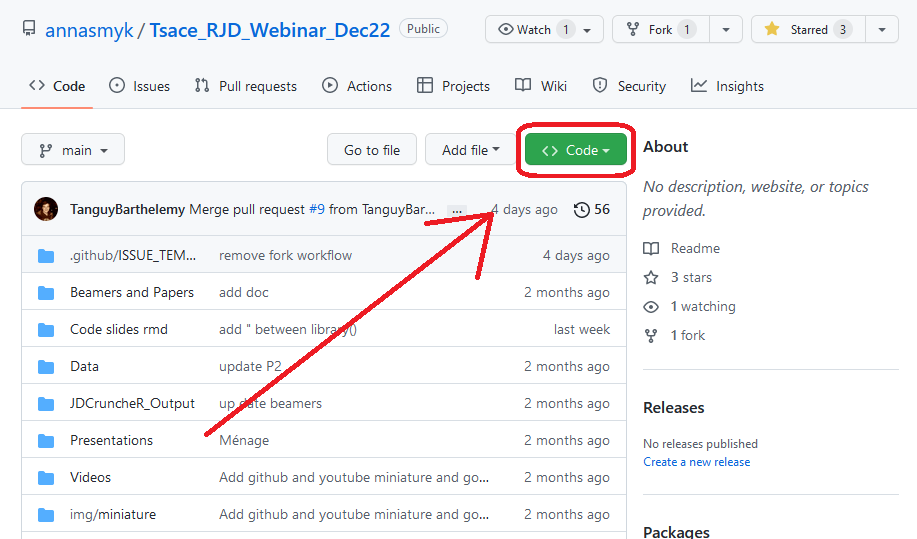 annasmyk / Tsace_RJD_Webinar_Dec22 Public Watch 1 Fork 1 Starred 3
Code Issues Pull requests Actions Projects Wiki Security Insights
main Go to file Add file Code
TanguyBarthelemy Merge pull request #9 from TanguyBar... ... 4 days ago 56
.github/ISSUE_TEM... remove fork workflow 4 days ago
Beamers and Papers add doc 2 months ago
Code slides rmd add " between library() last week
Data update P2 2 months ago
JDCruncheR_Output up date beamers 2 months ago
Presentations Ménage 2 months ago
Videos Add github and youtube miniature and go... 2 months ago
img/miniature Add github and youtube miniature and go... 2 months ago
About
No description, website, or topics
provided.
Readme
3 stars
1 watching
1 fork
Releases
No releases published
Create a new release
Packages